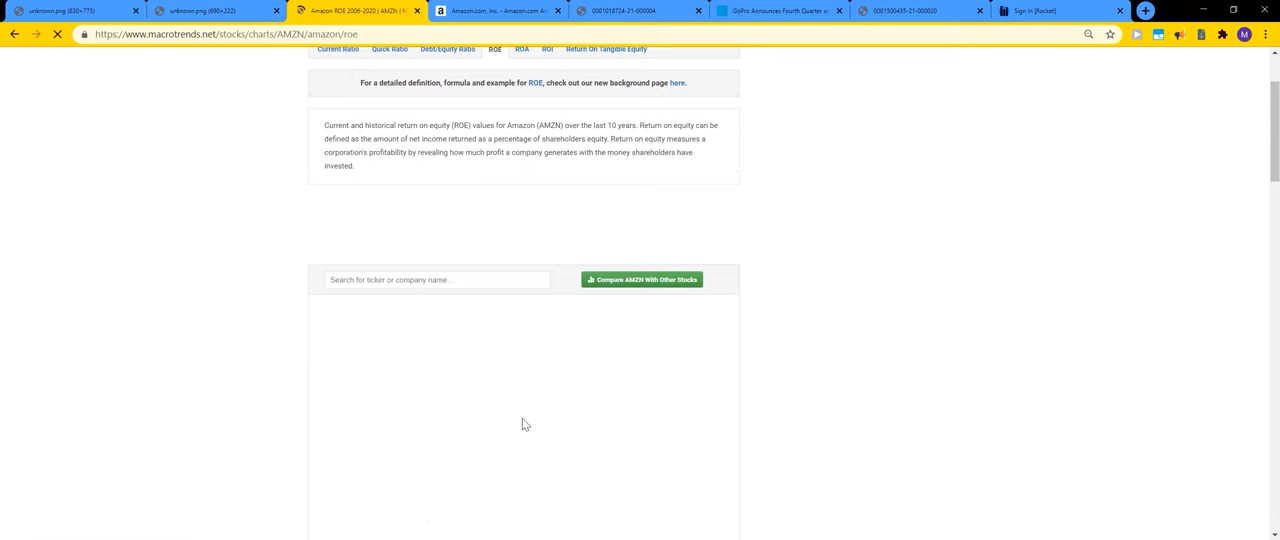 unknown.png (830×775)
unknown.png (690×222)
Amazon ROE 2006-2020 | AMZN | M
Amazon.com, Inc. - Amazon.com An
0001018724-21-000004
GoPro Announces Fourth Quarter a
0001500435-21-000020
Sign In [Rocket]
https://www.macrotrends.net/stocks/charts/AMZN/amazon/roe
M
Current Ratio
Quick Ratio
Debt/Equity Ratio
ROE
ROA
ROI
Return On Tangible Equity
For a detailed definition, formula and example for ROE, check out our new background page here.
Current and historical return on equity (ROE) values for Amazon (AMZN) over the last 10 years. Return on equity can be
defined as the amount of net income returned as a percentage of shareholders equity. Return on equity measures a
corporation's profitability by revealing how much profit a company generates with the money shareholders have
invested.
Search for ticker or company name...
Compare AMZN With Other Stocks